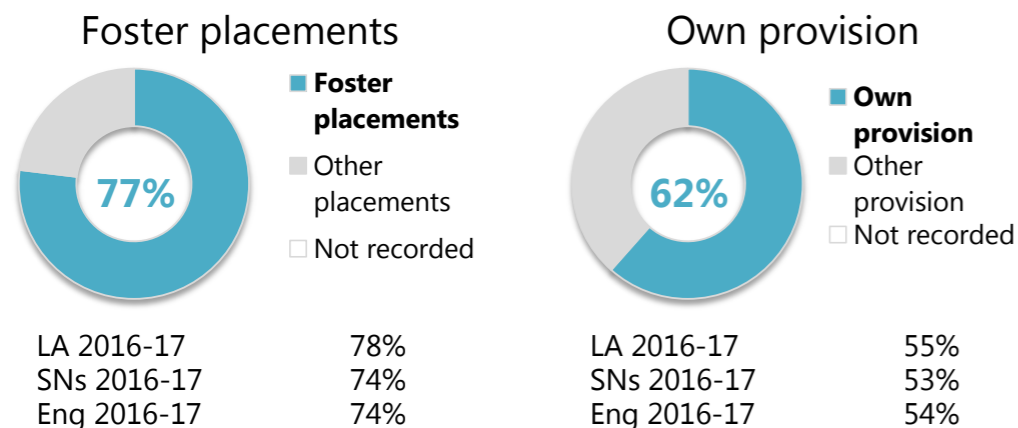 Foster placements
77%
Foster
placements
Other
placements
Not recorded
LA 2016-17 78%
SNs 2016-17 74%
Eng 2016-17 74%
Own provision
62%
Own
provision
Other
provision
Not recorded
LA 2016-17 55%
SNs 2016-17 53%
Eng 2016-17 54%